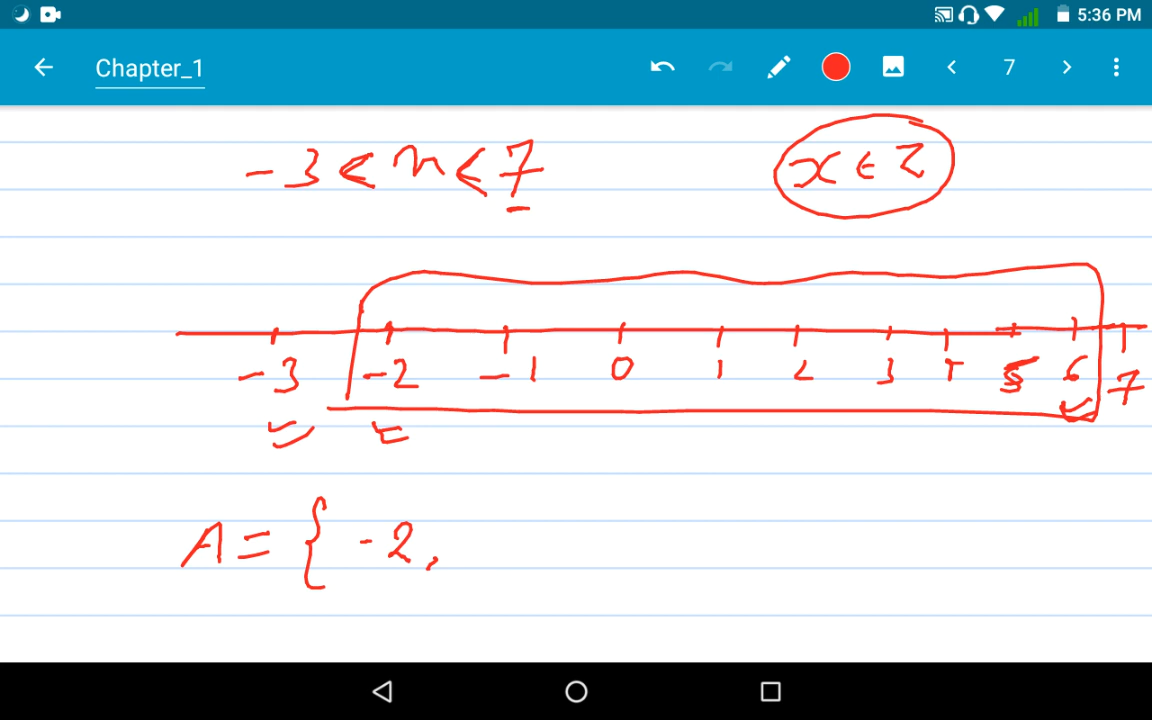 5:36 PM
Chapter_1
7
-3 < x < 7 x ∈ Z
-3 -2 -1 0 1 2 3 4 5 6 7
A = { -2,